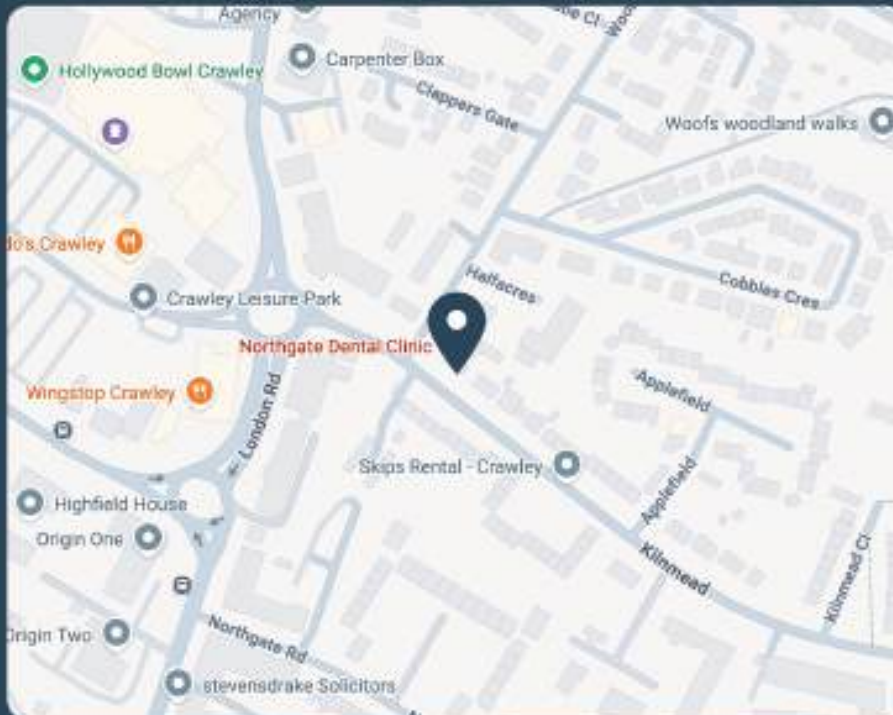 Agency
Hollywood Bowl Crawley
Carpenter Box
Clappers Gate
Woofs woodland walks
do's Crawley
Halfacres
Cobbles Cres
Crawley Leisure Park
Northgate Dental Clinic
Wingstop Crawley
London Rd
Applefield
Skips Rental - Crawley
Applefield
Highfield House
Origin One
Kilnmead
Kilnmead Cl
Origin Two
Northgate Rd
stevensdrake Solicitors